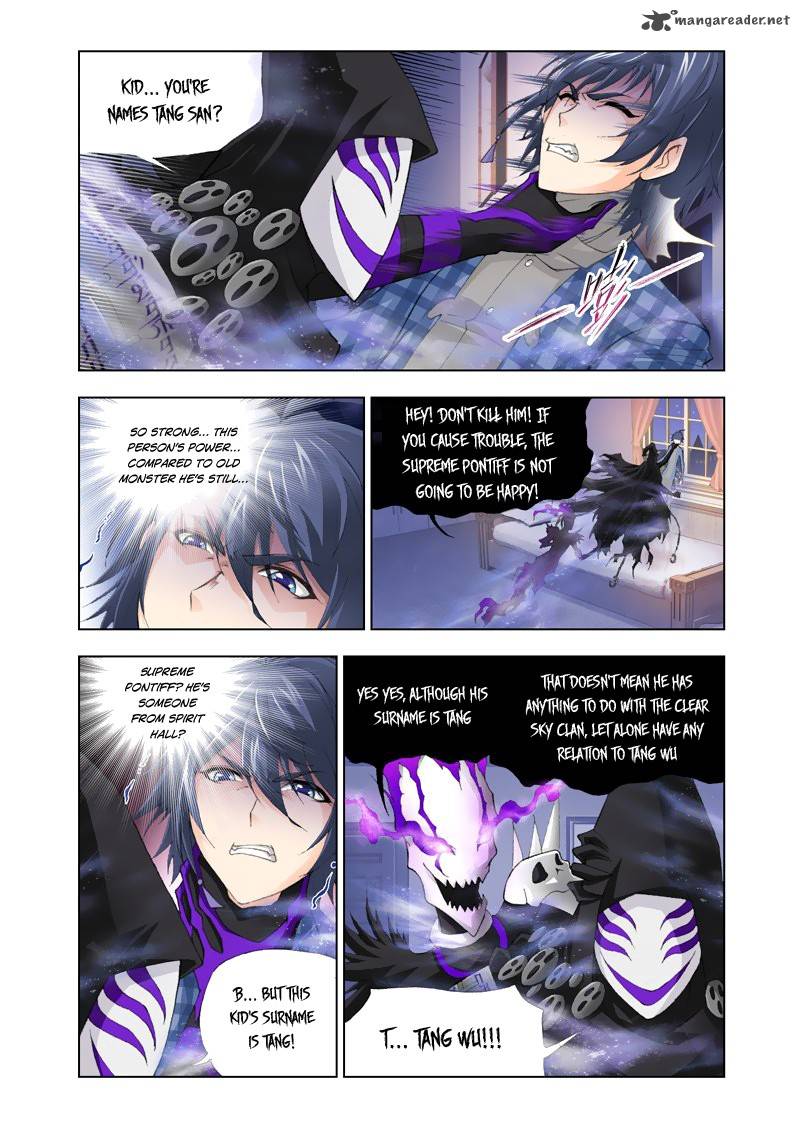 mangareader.net
KID... YOU'RE
NAMES TANG SAN?
SO STRONG... THIS
PERSON'S POWER...
COMPARED TO OLD
MONSTER HE'S STILL...
HEY! DON'T KILL HIM! IF
YOU CAUSE TROUBLE, THE
SUPREME PONTIFF IS NOT
GOING TO BE HAPPY!
SUPREME
PONTIFF? HE'S
SOMEONE
FROM SPIRIT
HALL?
B... BUT THIS
KID'S SURNAME
IS TANG!
YES YES, ALTHOUGH HIS
SURNAME IS TANG
THAT DOESN'T MEAN HE HAS
ANYTHING TO DO WITH THE CLEAR
SKY CLAN, LET ALONE HAVE ANY
RELATION TO TANG WU
T... TANG WU!!!